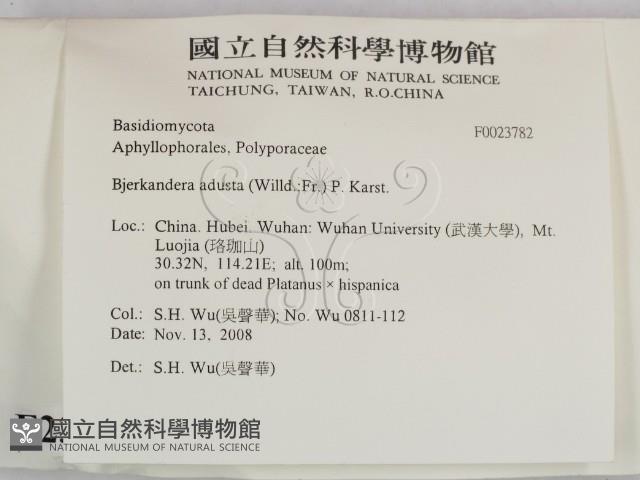 國立自然科學博物館
NATIONAL MUSEUM OF NATURAL SCIENCE
TAICHUNG, TAIWAN, R.O.CHINA
Basidiomycota F0023782
Aphyllophorales, Polyporaceae
Bjerkandera adusta (Willd.:Fr.) P. Karst.
Loc.: China. Hubei. Wuhan: Wuhan University (武漢大學), Mt.
Luojia (珞珈山)
30.32N, 114.21E; alt. 100m;
on trunk of dead Platanus × hispanica
Col.: S.H. Wu(吳聲華); No. Wu 0811-112
Date: Nov. 13, 2008
Det.: S.H. Wu(吳聲華)
國立自然科學博物館
NATIONAL MUSEUM OF NATURAL SCIENCE